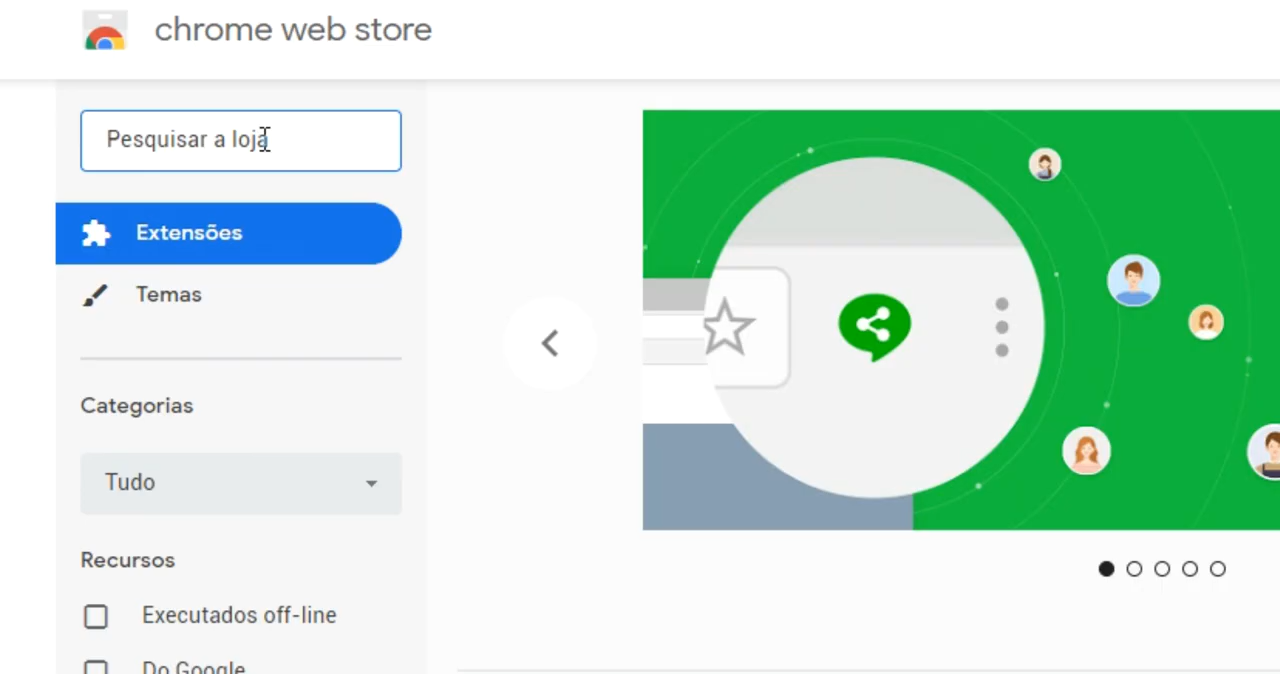 chrome web store
Pesquisar a loja
Extensões
Temas
Categorias
Tudo
Recursos
Executados off-line
Do Google